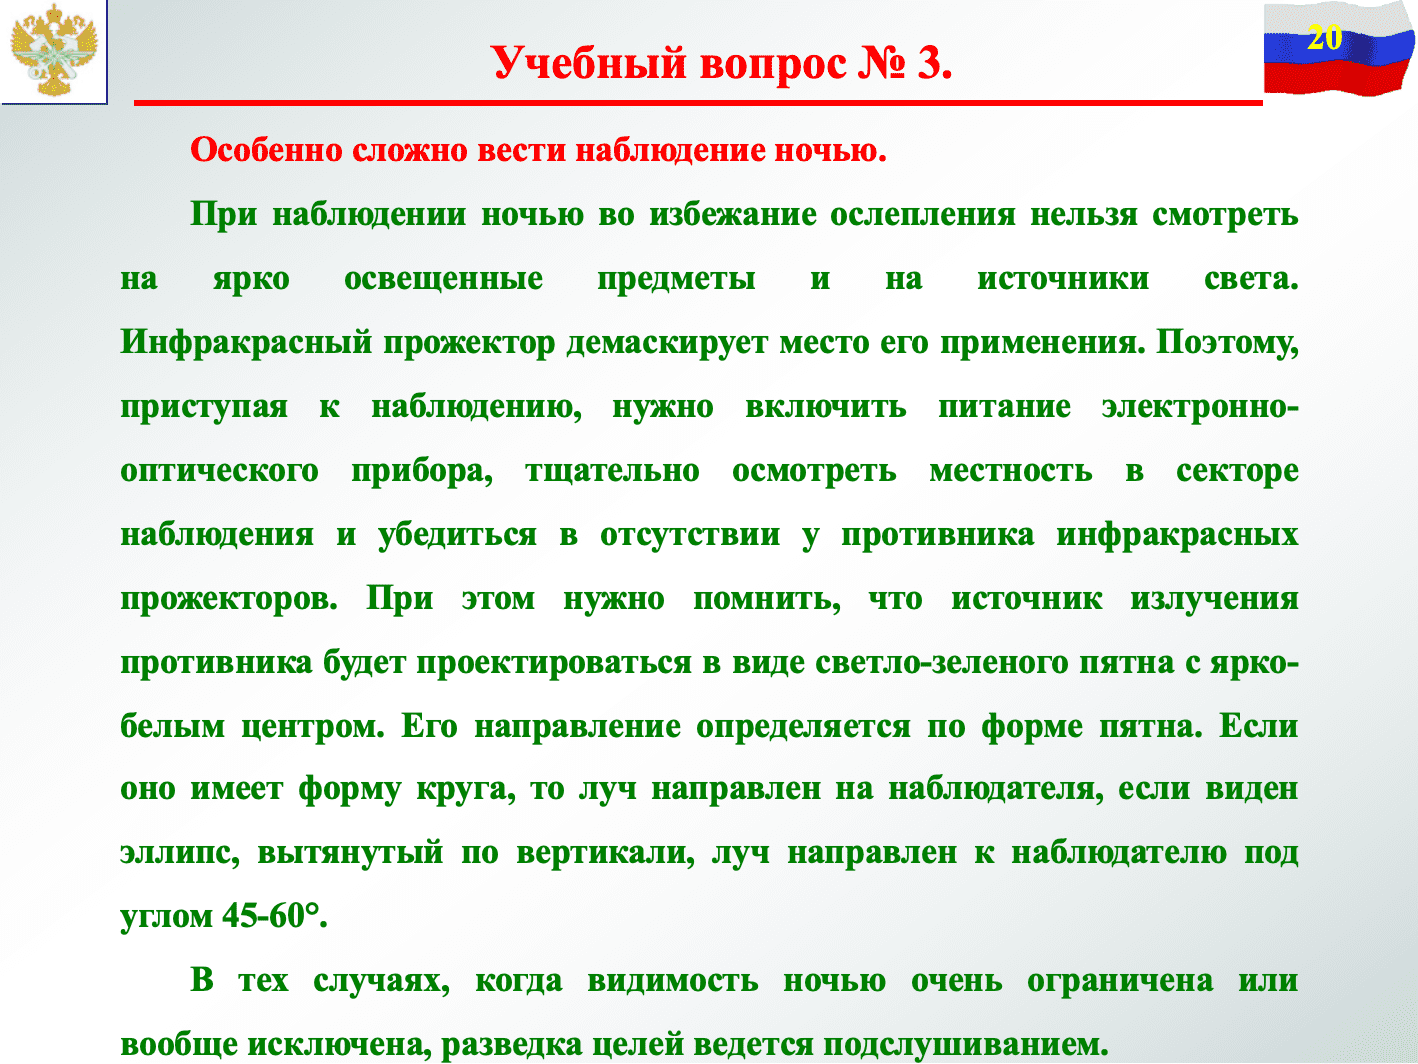 20
Учебный вопрос № 3.
Особенно сложно вести наблюдение ночью.
При наблюдении ночью во избежание ослепления нельзя смотреть
на ярко освещенные предметы и на источники света.
Инфракрасный прожектор демаскирует место его применения. Поэтому,
приступая к наблюдению, нужно включить питание электронно-
оптического прибора, тщательно осмотреть местность в секторе
наблюдения и убедиться в отсутствии у противника инфракрасных
прожекторов. При этом нужно помнить, что источник излучения
противника будет проектироваться в виде светло-зеленого пятна с ярко-
белым центром. Его направление определяется по форме пятна. Если
оно имеет форму круга, то луч направлен на наблюдателя, если виден
эллипс, вытянутый по вертикали, луч направлен к наблюдателю под
углом 45-60°.
В тех случаях, когда видимость ночью очень ограничена или
вообще исключена, разведка целей ведется подслушиванием.